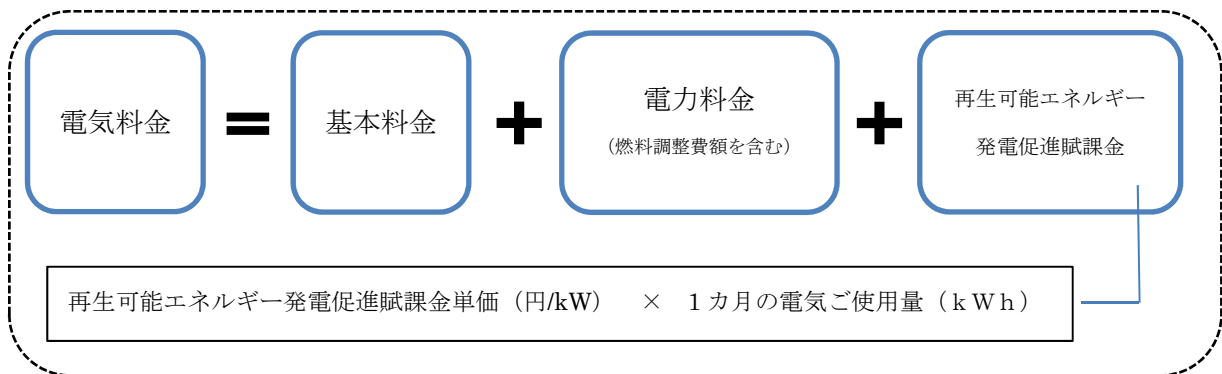 電気料金 = 基本料金 + 電力料金 + 再生可能エネルギー
(燃料調整費額を含む) 発電促進賦課金
再生可能エネルギー発電促進賦課金単価（円/kW） × １カ月の電気ご使用量（ｋＷｈ）